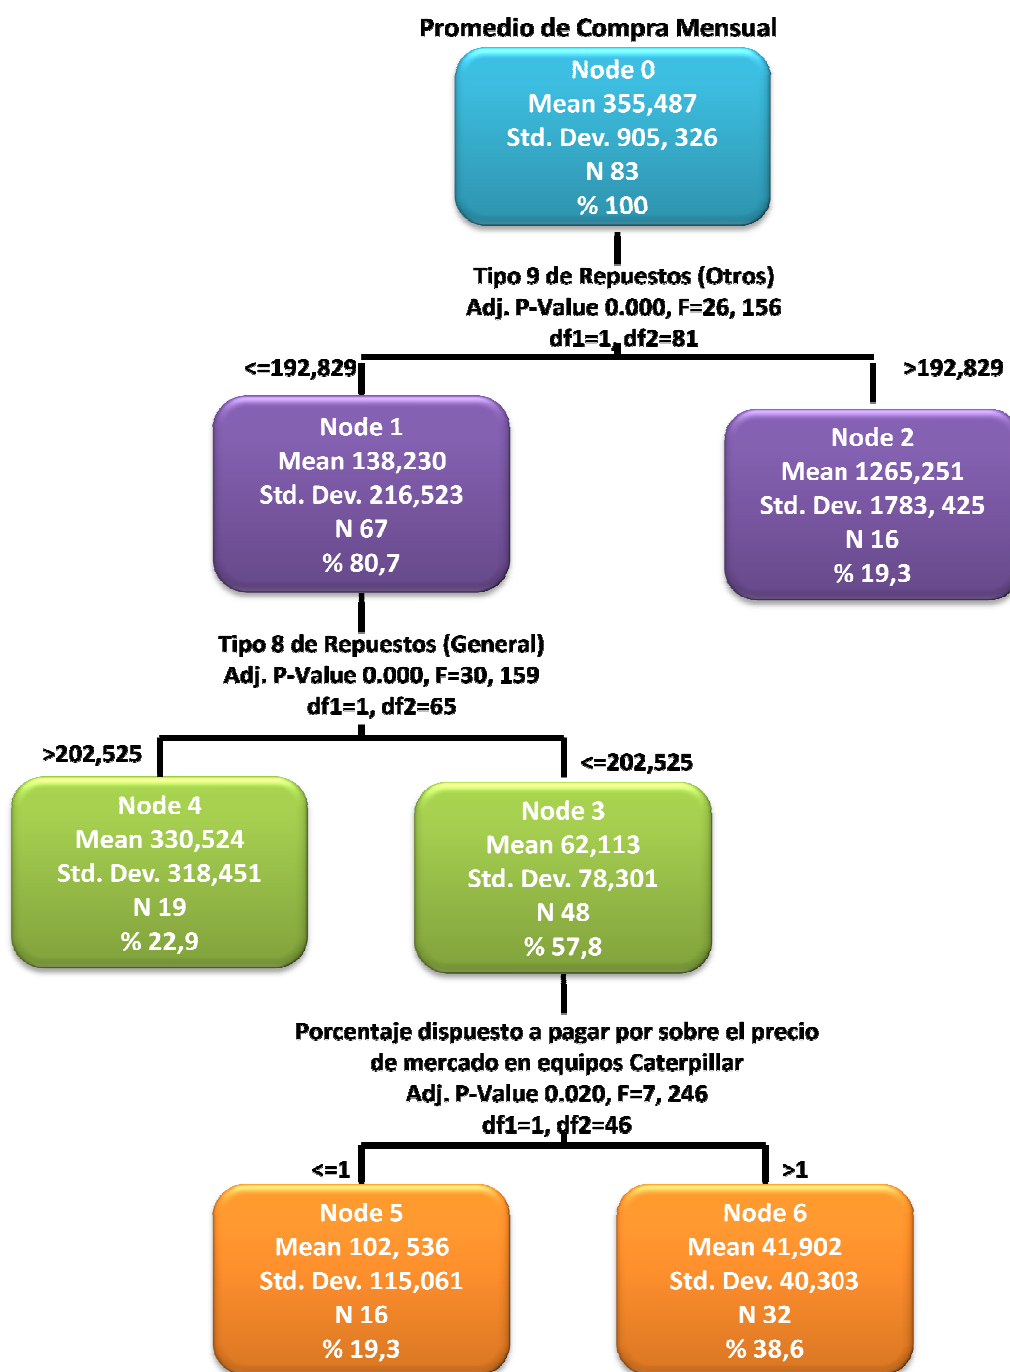 Promedio de Compra Mensual
Node 0
Mean 355,487
Std. Dev. 905, 326
N 83
% 100
Tipo 9 de Repuestos (Otros)
Adj. P-Value 0.000, F=26, 156
df1=1, df2=81
<=192,829
>192,829
Node 1
Mean 138,230
Std. Dev. 216,523
N 67
% 80,7
Node 2
Mean 1265,251
Std. Dev. 1783, 425
N 16
% 19,3
Tipo 8 de Repuestos (General)
Adj. P-Value 0.000, F=30, 159
df1=1, df2=65
>202,525
<=202,525
Node 4
Mean 330,524
Std. Dev. 318,451
N 19
% 22,9
Node 3
Mean 62,113
Std. Dev. 78,301
N 48
% 57,8
Porcentaje dispuesto a pagar por sobre el precio
de mercado en equipos Caterpillar
Adj. P-Value 0.020, F=7, 246
df1=1, df2=46
<=1
>1
Node 5
Mean 102, 536
Std. Dev. 115,061
N 16
% 19,3
Node 6
Mean 41,902
Std. Dev. 40,303
N 32
% 38,6